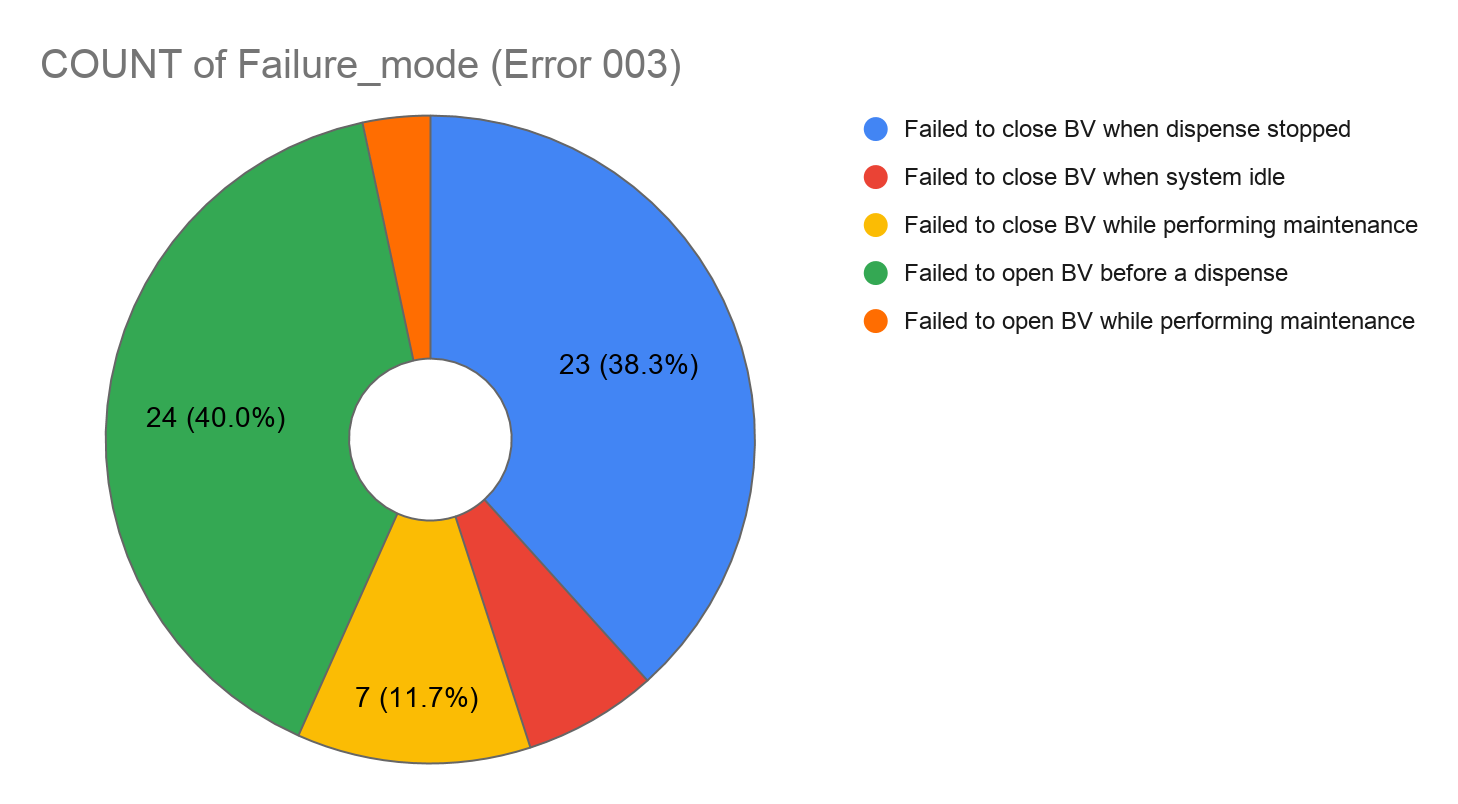 COUNT of Failure_mode (Error 003)
Failed to close BV when dispense stopped
Failed to close BV when system idle
Failed to close BV while performing maintenance
Failed to open BV before a dispense
Failed to open BV while performing maintenance
23 (38.3%)
24 (40.0%)
7 (11.7%)